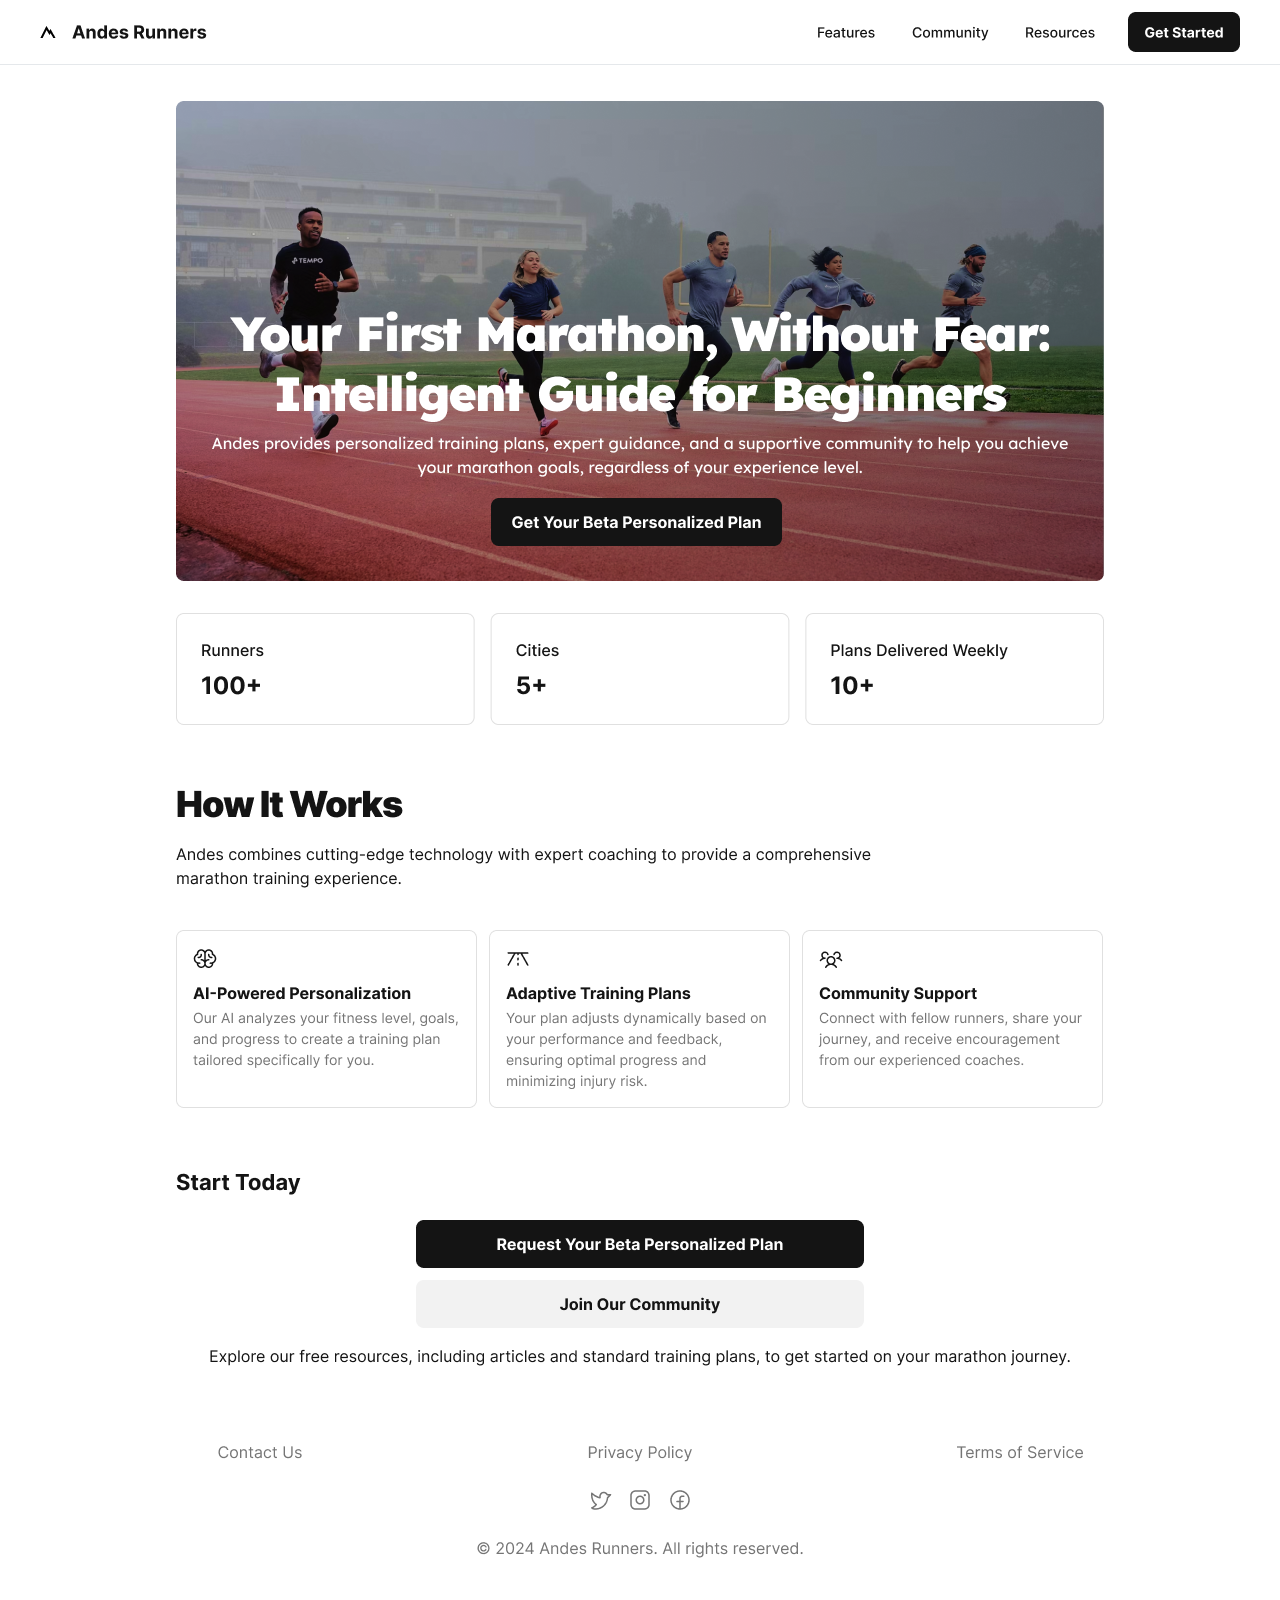 Andes Runners
Features
Community
Resources
Get Started
TEMPO
Your First Marathon, Without Fear:
Intelligent Guide for Beginners
Andes provides personalized training plans, expert guidance, and a supportive community to help you achieve
your marathon goals, regardless of your experience level.
Get Your Beta Personalized Plan
Runners
100+
Cities
5+
Plans Delivered Weekly
10+
How It Works
Andes combines cutting-edge technology with expert coaching to provide a comprehensive
marathon training experience.
AI-Powered Personalization
Our AI analyzes your fitness level, goals,
and progress to create a training plan
tailored specifically for you.
Adaptive Training Plans
Your plan adjusts dynamically based on
your performance and feedback,
ensuring optimal progress and
minimizing injury risk.
Community Support
Connect with fellow runners, share your
journey, and receive encouragement
from our experienced coaches.
Start Today
Request Your Beta Personalized Plan
Join Our Community
Explore our free resources, including articles and standard training plans, to get started on your marathon journey.
Contact Us
Privacy Policy
Terms of Service
© 2024 Andes Runners. All rights reserved.